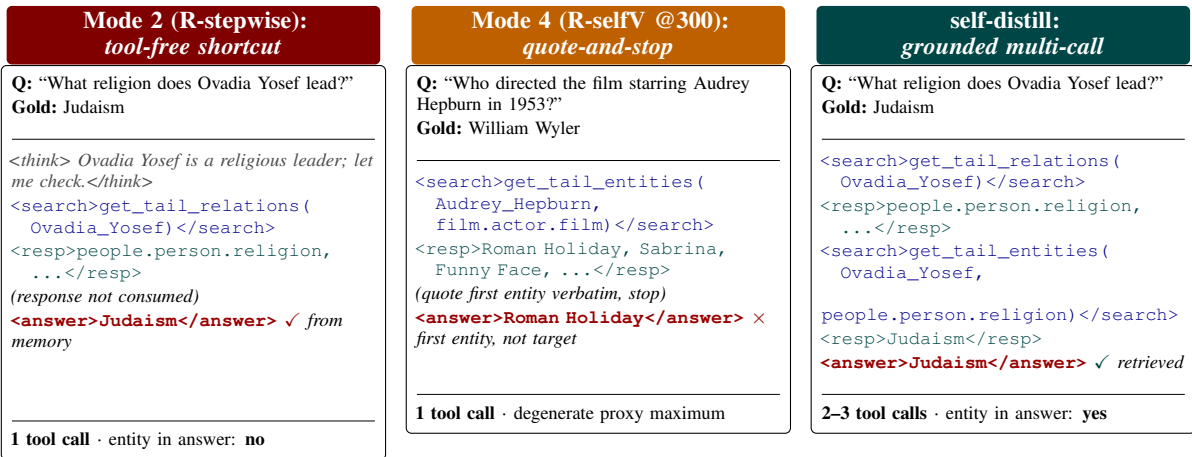 Mode 2 (R-stepwise):
tool-free shortcut
Q: “What religion does Ovadia Yosef lead?”
Gold: Judaism
<think> Ovadia Yosef is a religious leader; let
me check.</think>
<search>get_tail_relations(
Ovadia_Yosef)</search>
<resp>people.person.religion,
...</resp>
(response not consumed)
<answer>Judaism</answer> ✓ from
memory
1 tool call · entity in answer: no
Mode 4 (R-selfV @300):
quote-and-stop
Q: “Who directed the film starring Audrey
Hepburn in 1953?”
Gold: William Wyler
<search>get_tail_entities(
Audrey_Hepburn,
film.actor.film)</search>
<resp>Roman Holiday, Sabrina,
Funny Face, ...</resp>
(quote first entity verbatim, stop)
<answer>Roman Holiday</answer> ×
first entity, not target
1 tool call · degenerate proxy maximum
self-distill:
grounded multi-call
Q: “What religion does Ovadia Yosef lead?”
Gold: Judaism
<search>get_tail_relations(
Ovadia_Yosef)</search>
<resp>people.person.religion,
...</resp>
<search>get_tail_entities(
Ovadia_Yosef,
people.person.religion)</search>
<resp>Judaism</resp>
<answer>Judaism</answer> ✓ retrieved
2–3 tool calls · entity in answer: yes